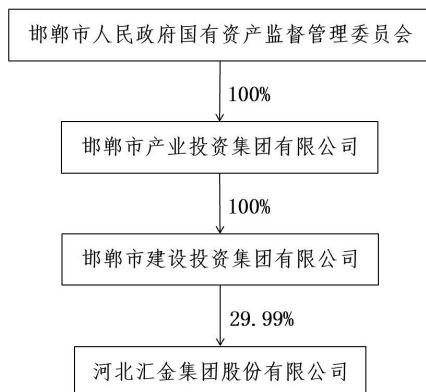 邯郸市人民政府国有资产监督管理委员会
100%
邯郸市产业投资集团有限公司
100%
邯郸市建设投资集团有限公司
29.99%
河北汇金集团股份有限公司